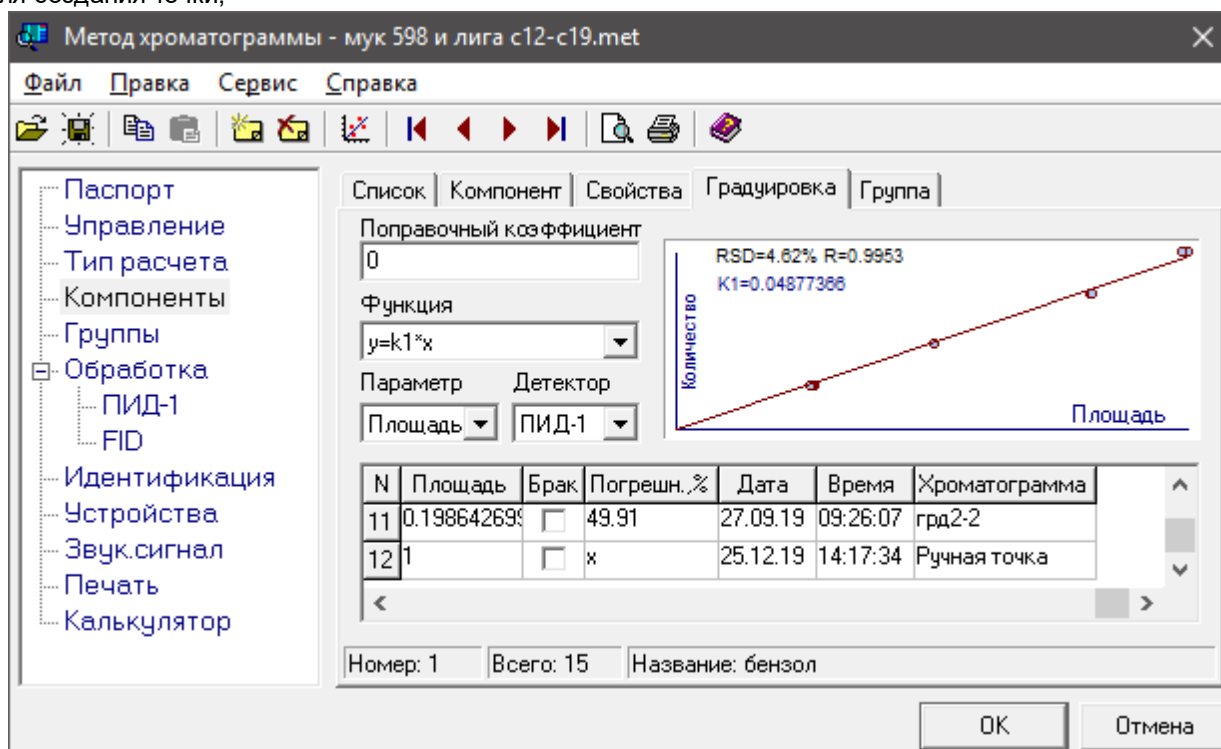 для создания точки,
Метод хроматограммы - мук 598 и лига с12-с19.met
Файл Правка Сервис Справка
Паспорт
Управление
Тип расчета
Компоненты
Группы
Обработка
ПИД-1
FID
Идентификация
Устройства
Звук.сигнал
Печать
Калькулятор
Список Компонент Свойства Градуировка Группа
Поправочный коэффициент
0
Функция
y=k1*x
Параметр Детектор
Площадь ПИД-1
RSD=4.62% R=0.9953
K1=0.04877366
Количество
Площадь
N Площадь Брак Погрешн.,% Дата Время Хроматограмма
11 0.198642699 49.91 27.09.19 09:26:07 грд2-2
12 1 x 25.12.19 14:17:34 Ручная точка
Номер: 1 Всего: 15 Название: бензол
OK Отмена